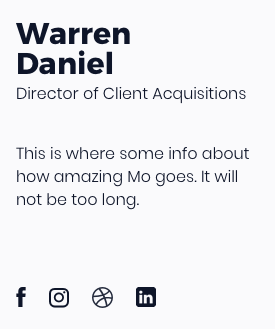 Warren
Daniel
Director of Client Acquisitions
This is where some info about
how amazing Mo goes. It will
not be too long.